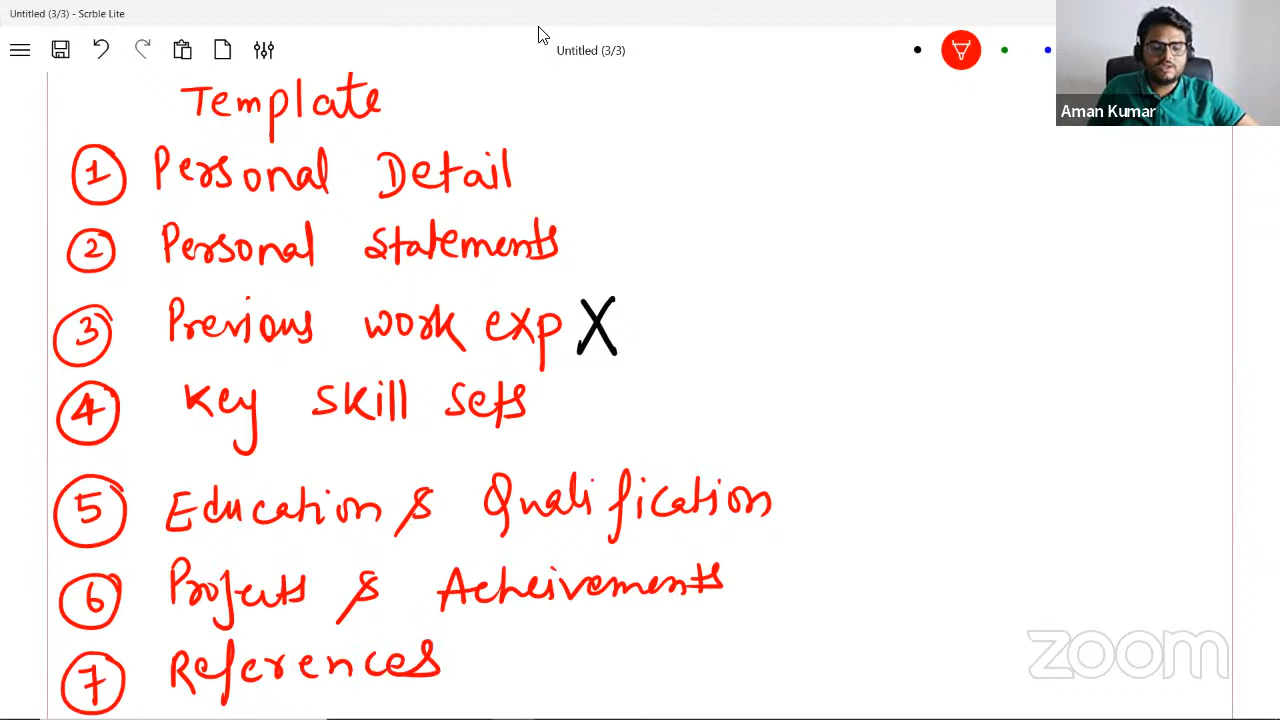 Untitled (3/3) - Scrble Lite
Untitled (3/3)
Aman Kumar
Template
1 Personal Detail
2 Personal Statements
3 Previous work exp X
4 Key Skill Sets
5 Education & Qualification
6 Projects & Acheivements
7 References
zoom